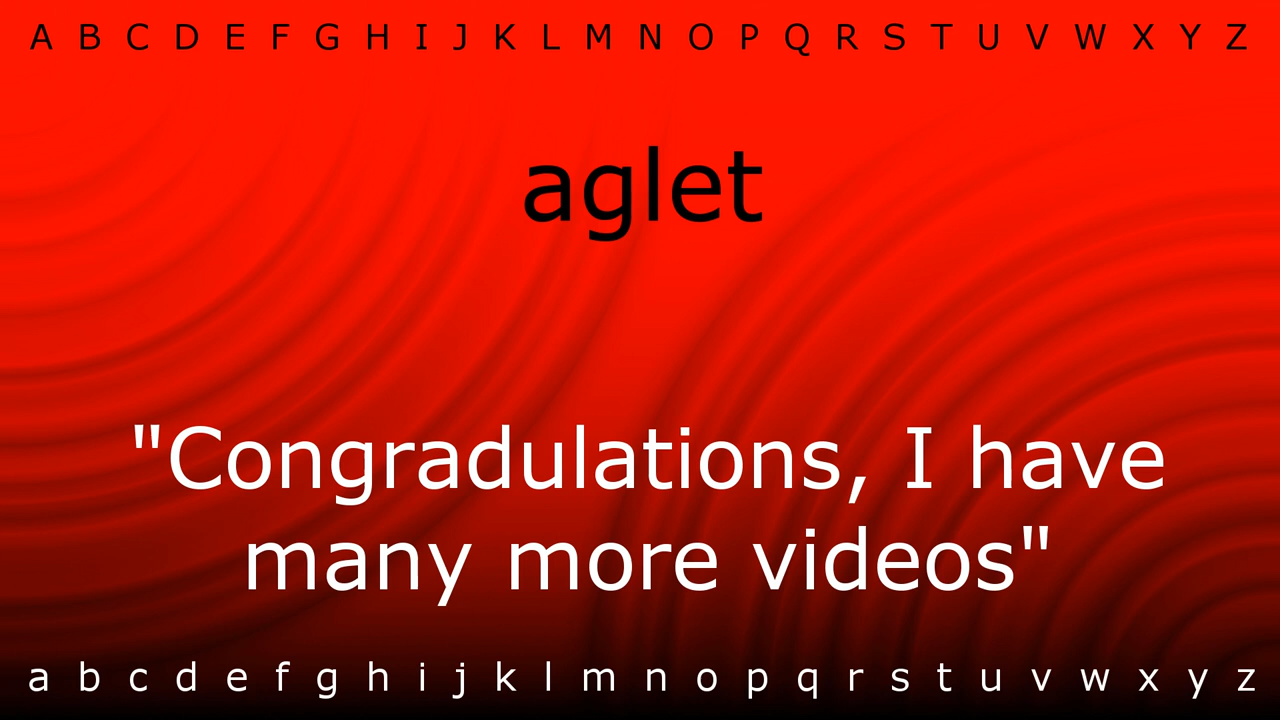 A B C D E F G H I J K L M N O P Q R S T U V W X Y Z
aglet
"Congradulations, I have
many more videos"
a b c d e f g h i j k l m n o p q r s t u v w x y z